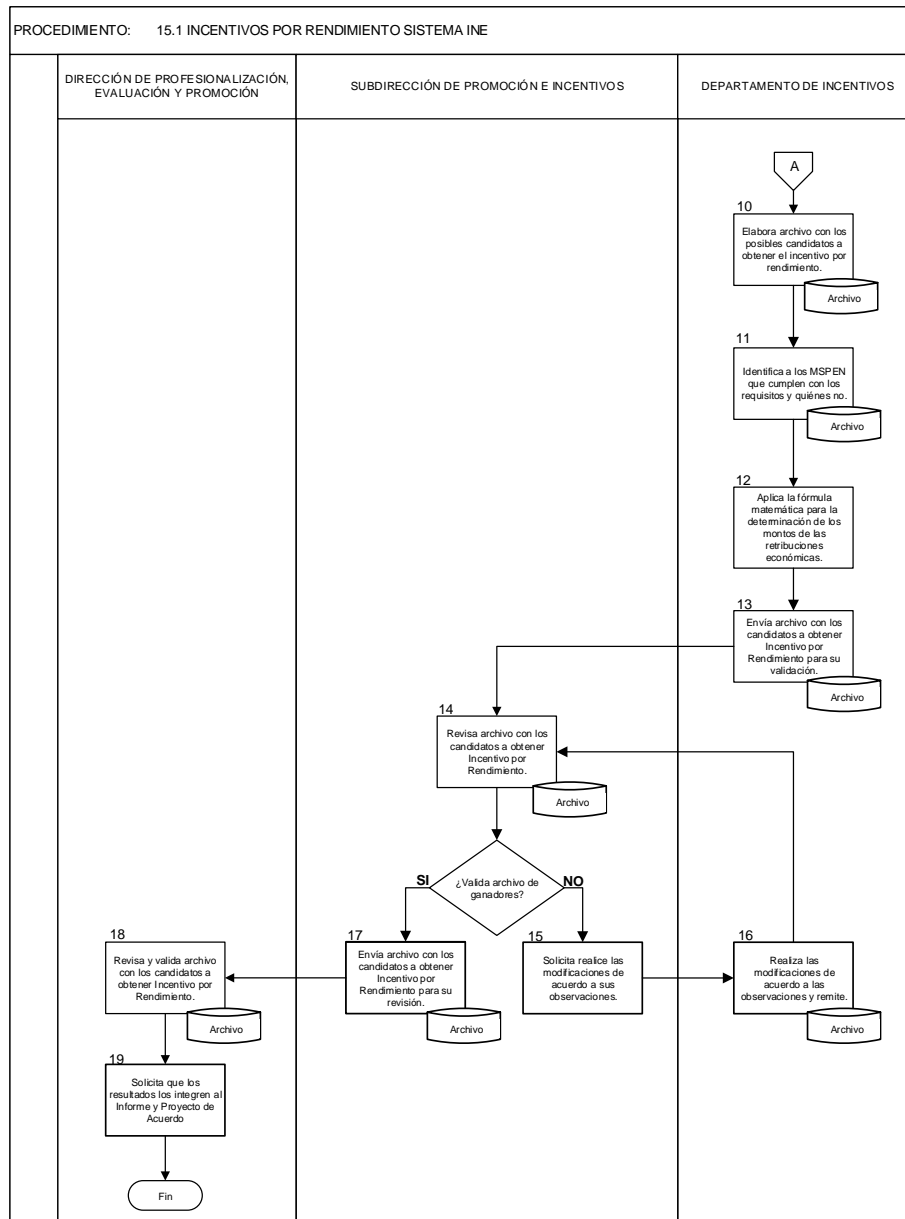 PROCEDIMIENTO: 15.1 INCENTIVOS POR RENDIMIENTO SISTEMA INE
DIRECCIÓN DE PROFESIONALIZACIÓN,
EVALUACIÓN Y PROMOCIÓN
SUBDIRECCIÓN DE PROMOCIÓN E INCENTIVOS
DEPARTAMENTO DE INCENTIVOS
A
10
Elabora archivo con los
posibles candidatos a
obtener el incentivo por
rendimiento.
Archivo
11
Identifica a los MSPEN
que cumplen con los
requisitos y quiénes no.
Archivo
12
Aplica la fórmula
matemática para la
determinación de los
montos de las
retribuciones
económicas.
13
Envía archivo con los
candidatos a obtener
Incentivo por
Rendimiento para su
validación.
Archivo
14
Revisa archivo con los
candidatos a obtener
Incentivo por
Rendimiento.
Archivo
¿Valida archivo de
ganadores?
SI
NO
15
Solicita realice las
modificaciones de
acuerdo a sus
observaciones.
16
Realiza las
modificaciones de
acuerdo a las
observaciones y remite.
Archivo
17
Envía archivo con los
candidatos a obtener
Incentivo por
Rendimiento para su
revisión.
Archivo
18
Revisa y valida archivo
con los candidatos a
obtener Incentivo por
Rendimiento.
Archivo
19
Solicita que los
resultados los integren al
Informe y Proyecto de
Acuerdo
Fin